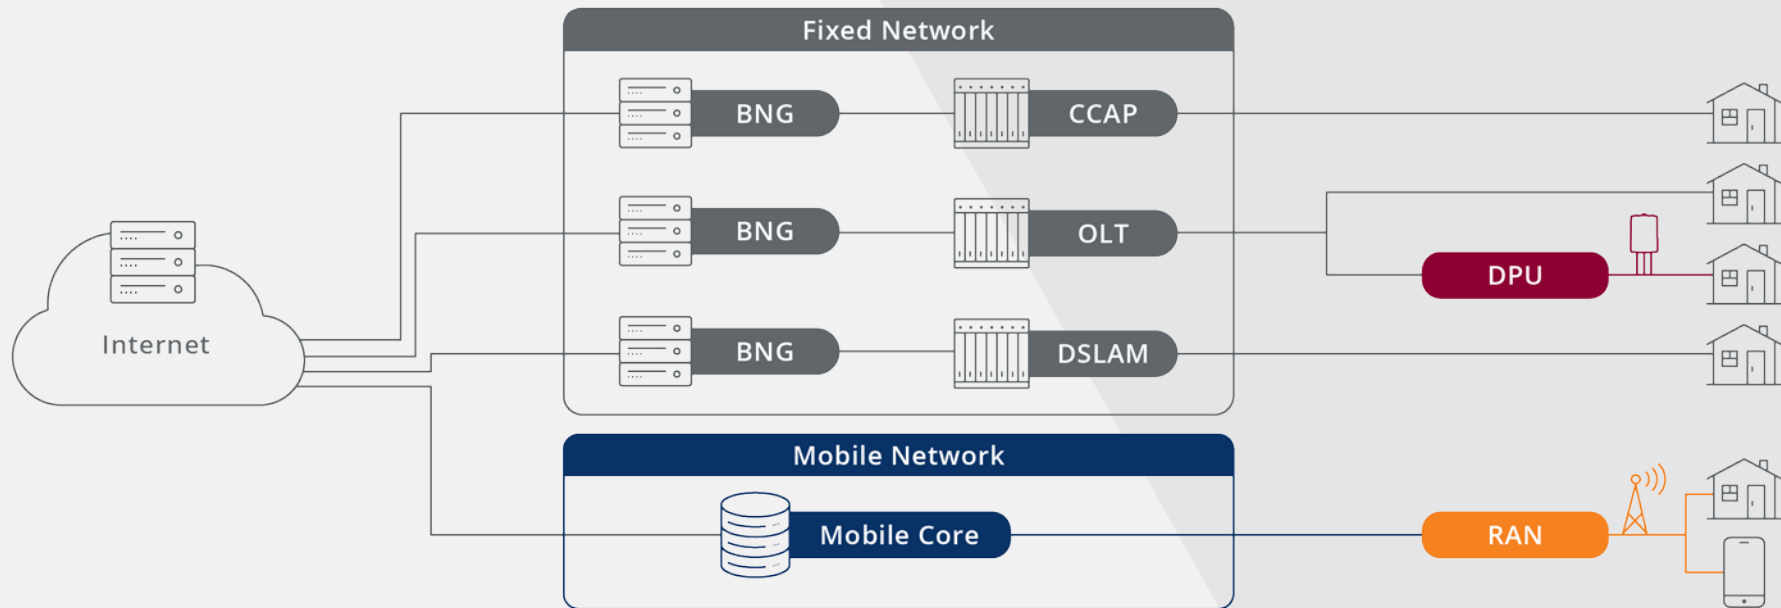 Fixed Network
BNG
CCAP
BNG
OLT
DPU
Internet
BNG
DSLAM
Mobile Network
Mobile Core
RAN